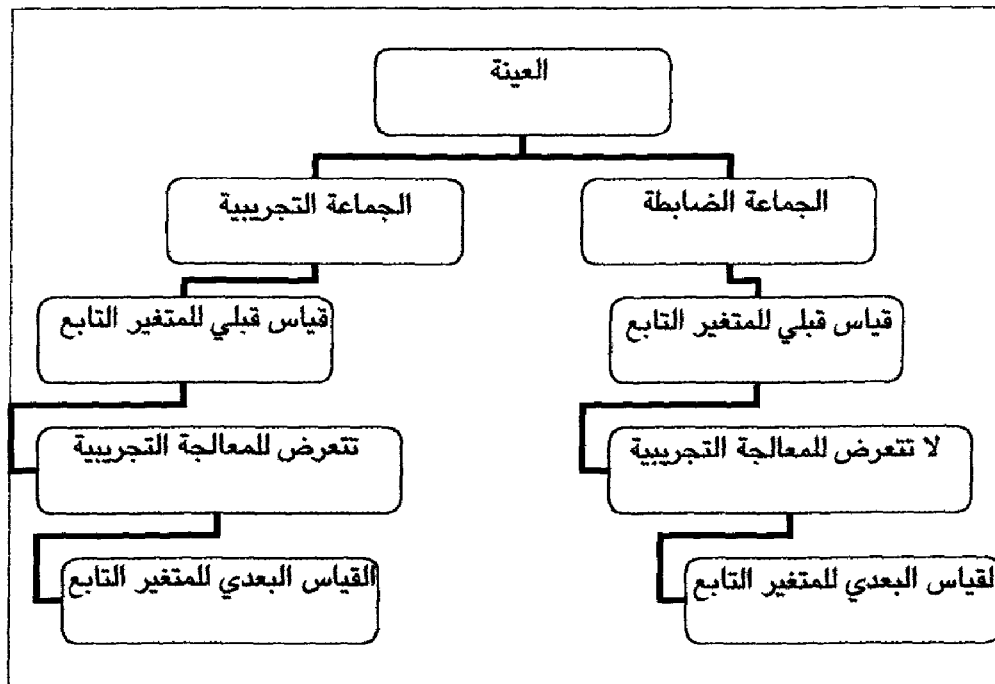 العينة
الجماعة الضابطة
الجماعة التجريبية
قياس قبلي للمتغير التابع
قياس قبلي للمتغير التابع
لا تتعرض للمعالجة التجريبية
تتعرض للمعالجة التجريبية
لقياس البعدي للمتغير التابع
القياس البعدي للمتغير التابع